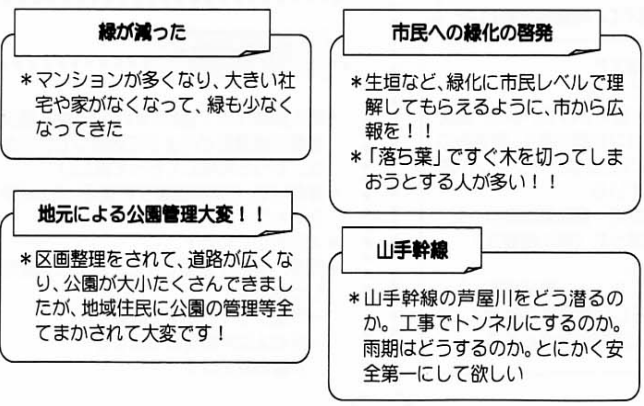 緑が減った
＊マンションが多くなり、大きい社
宅や家がなくなって、緑も少なく
なってきた
地元による公園管理大変！！
＊区画整理をされて、道路が広くな
り、公園が大小たくさんできまし
たが、地域住民に公園の管理等全
てまかされて大変です！
市民への緑化の啓発
＊生垣など、緑化に市民レベルで理
解してもらえるように、市から広
報を！！
＊「落ち葉」ですぐ木を切ってしま
おうとする人が多い！！
山手幹線
＊山手幹線の芦屋川をどう潜るの
か。工事でトンネルにするのか。
雨期はどうするのか。とにかく安
全第一にして欲しい